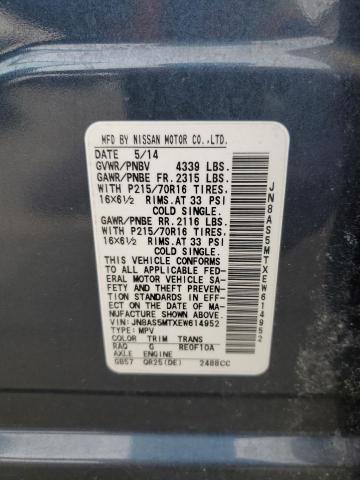 MFD BY NISSAN MOTOR CO.,LTD.
DATE 5/14
GVWR/PNBV 4339 LBS.
GAWR/PNBE FR. 2315 LBS.
WITH P215/70R16 TIRES,
16X6½ RIMS. AT 33 PSI
COLD SINGLE.
GAWR/PNBE RR. 2116 LBS.
WITH P215/70R16 TIRES,
16X6½ RIMS. AT 33 PSI
COLD SINGLE.
THIS VEHICLE CONFORMS
TO ALL APPLICABLE FED-
ERAL MOTOR VEHICLE SA-
FETY AND THEFT PREVENT-
ION STANDARDS IN EFFECT
ON THE DATE OF MA-
NUFACTURE SHOWN ABOVE.
VIN:JN8AS5MTXEW614952
TYPE: MPV
COLOR TRIM TRANS
RAQ G RE0F10A
AXLE ENGINE
GB57 QR25(DE) 2488CC
JN8AS5MTXEW614952